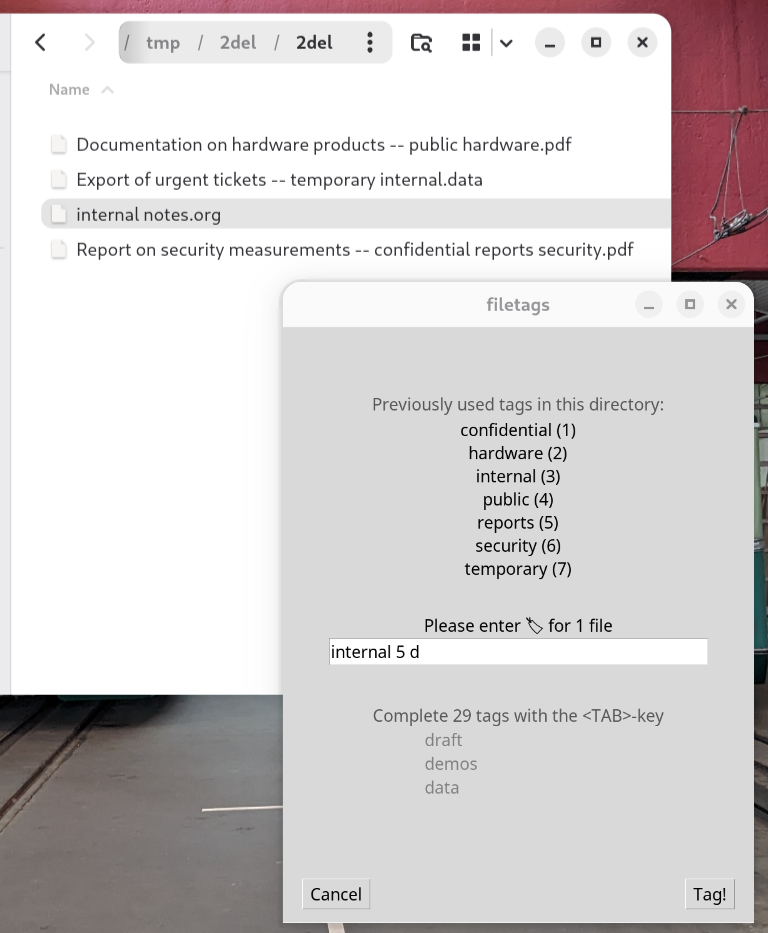 / tmp / 2del / 2del
Name
Documentation on hardware products -- public hardware.pdf
Export of urgent tickets -- temporary internal.data
internal notes.org
Report on security measurements -- confidential reports security.pdf
filetags
Previously used tags in this directory:
confidential (1)
hardware (2)
internal (3)
public (4)
reports (5)
security (6)
temporary (7)
Please enter 🏷 for 1 file
internal 5 d
Complete 29 tags with the <TAB>-key
draft
demos
data
Cancel Tag!